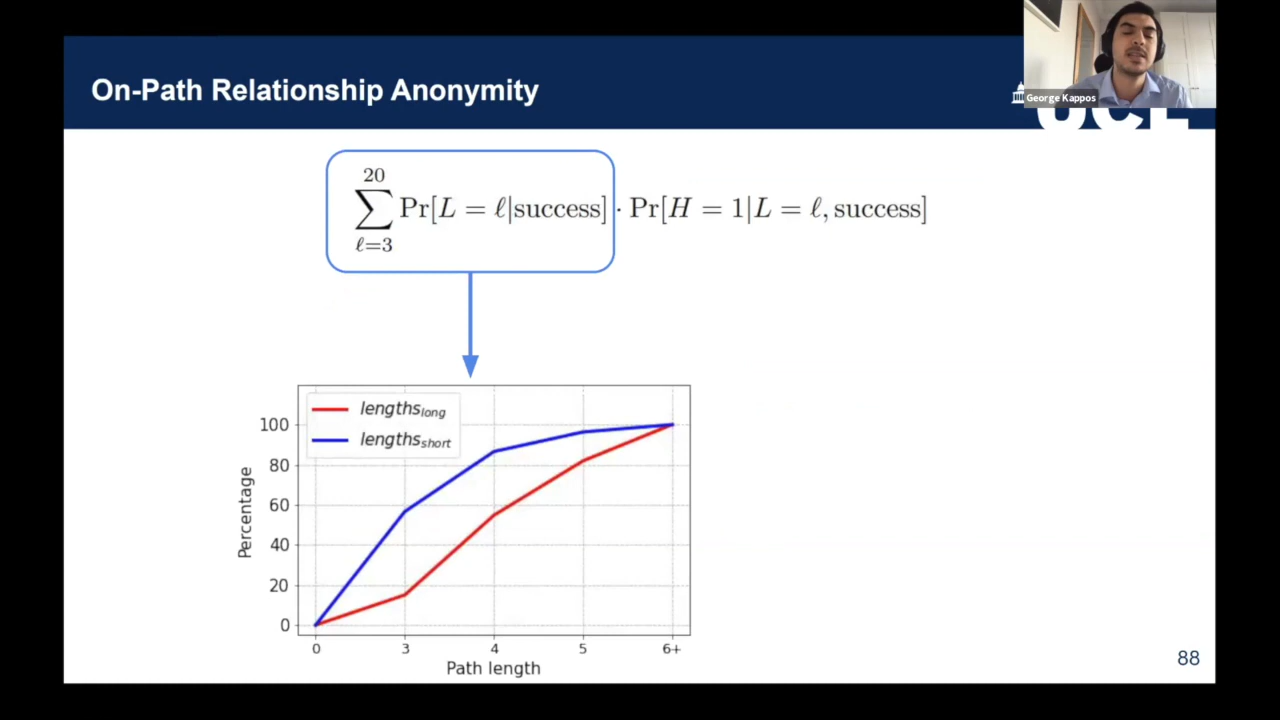 On-Path Relationship Anonymity
George Kappos
UCL
20
∑ Pr[L = ℓ|success] · Pr[H = 1|L = ℓ, success]
ℓ=3
lengths_long
lengths_short
100
80
60
40
20
0
Percentage
0 3 4 5 6+
Path length
88